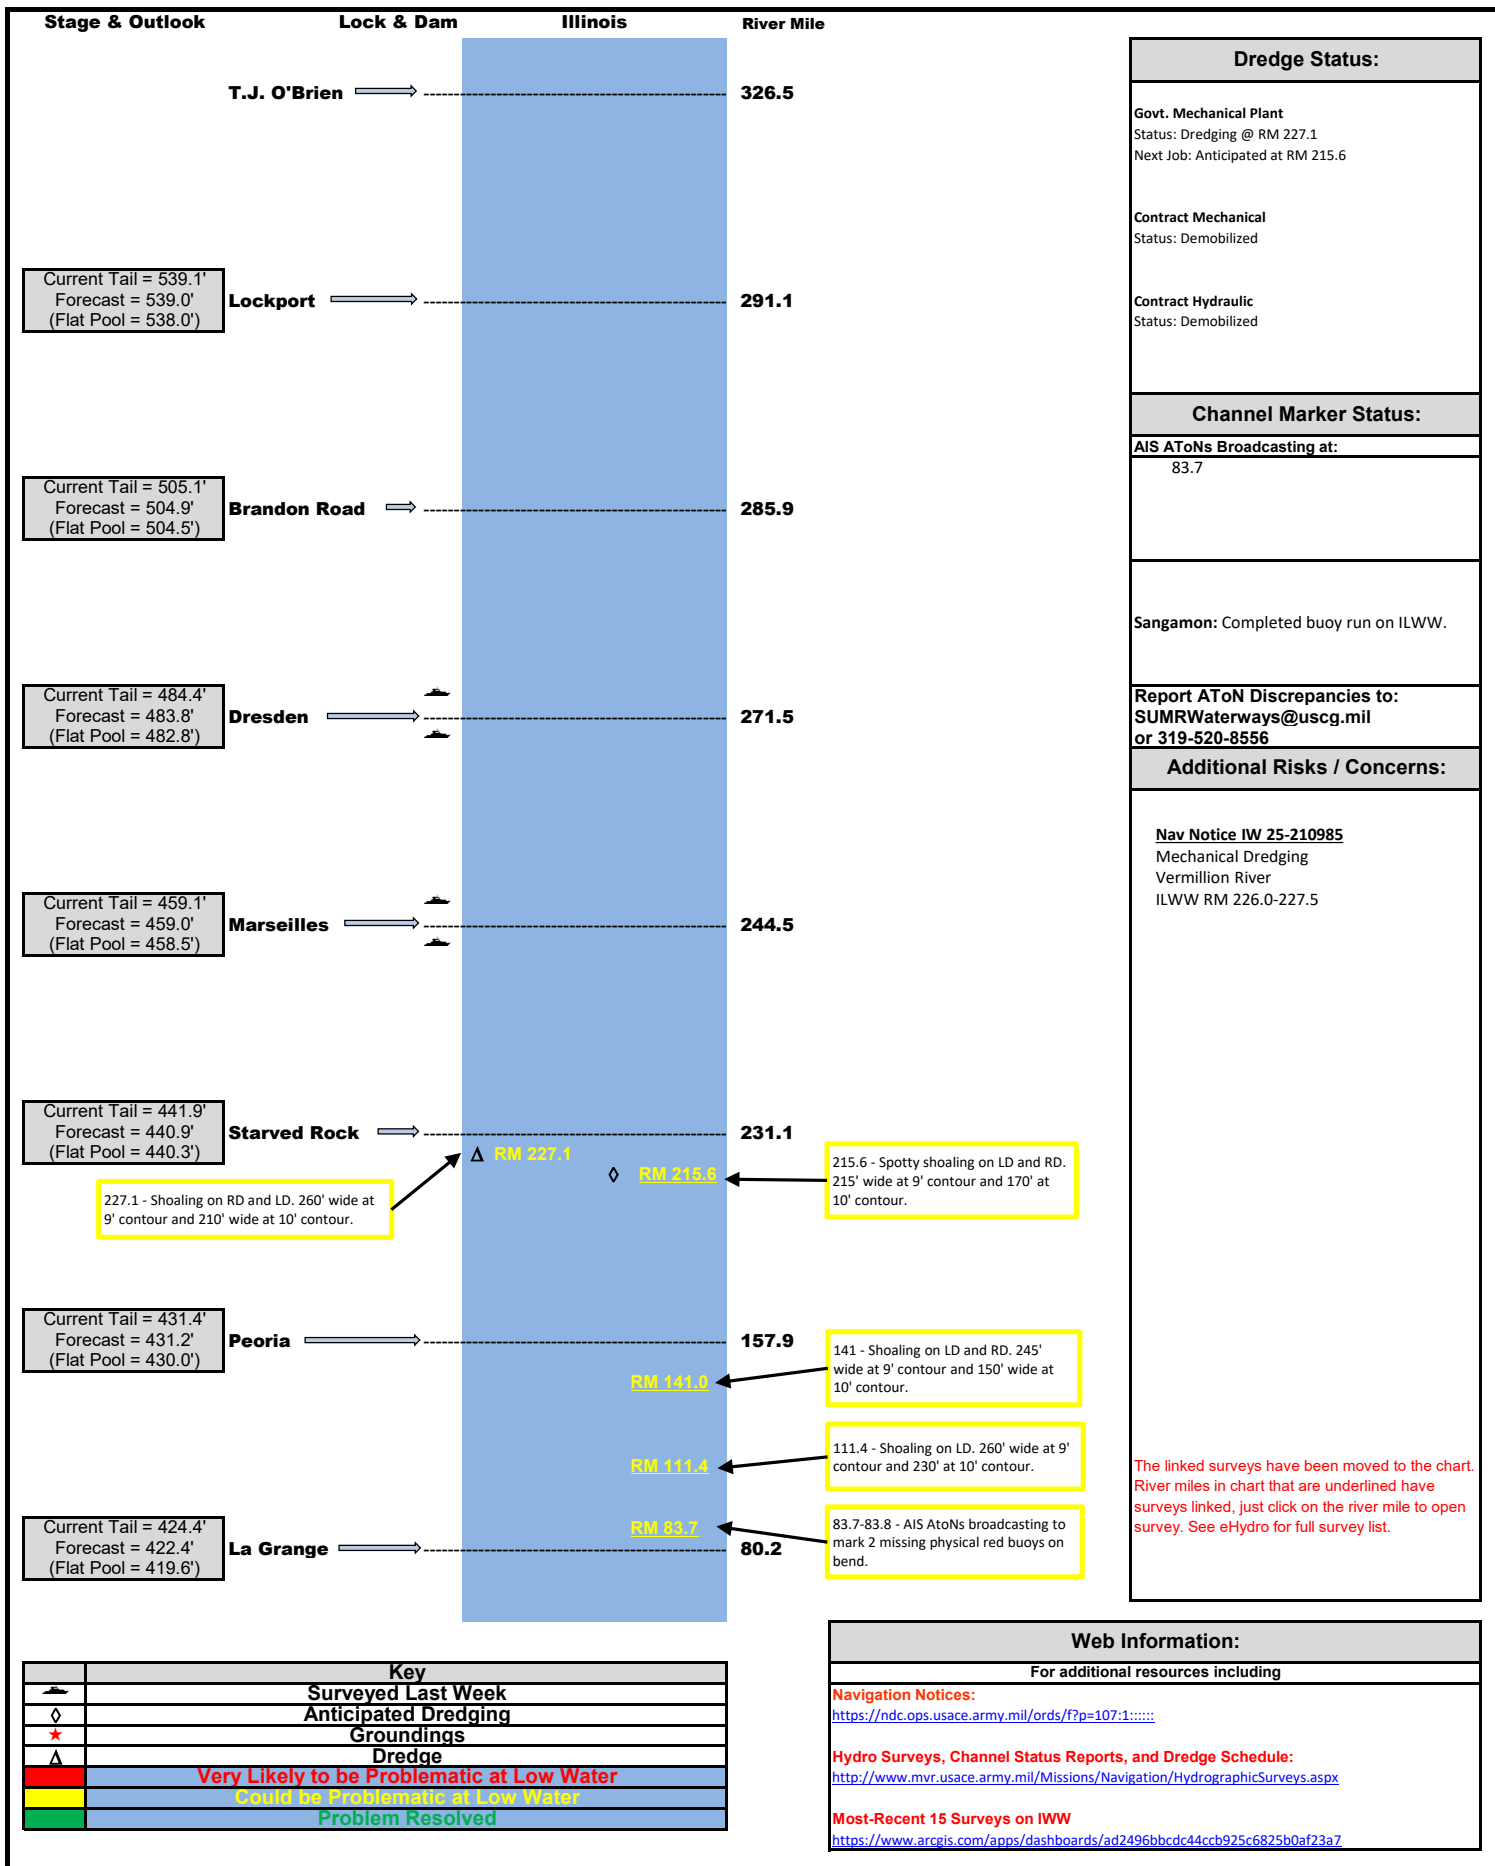 Stage & Outlook
Lock & Dam
Illinois
River Mile
T.J. O'Brien
326.5
Current Tail = 539.1'
Forecast = 539.0'
(Flat Pool = 538.0')
Lockport
291.1
Current Tail = 505.1'
Forecast = 504.9'
(Flat Pool = 504.5')
Brandon Road
285.9
Current Tail = 484.4'
Forecast = 483.8'
(Flat Pool = 482.8')
Dresden
271.5
Current Tail = 459.1'
Forecast = 459.0'
(Flat Pool = 458.5')
Marseilles
244.5
Current Tail = 441.9'
Forecast = 440.9'
(Flat Pool = 440.3')
Starved Rock
231.1
RM 227.1
RM 215.6
227.1 - Shoaling on RD and LD. 260' wide at
9' contour and 210' wide at 10' contour.
215.6 - Spotty shoaling on LD and RD.
215' wide at 9' contour and 170' at
10' contour.
Current Tail = 431.4'
Forecast = 431.2'
(Flat Pool = 430.0')
Peoria
157.9
RM 141.0
141 - Shoaling on LD and RD. 245'
wide at 9' contour and 150' wide at
10' contour.
RM 111.4
111.4 - Shoaling on LD. 260' wide at 9'
contour and 230' at 10' contour.
RM 83.7
83.7-83.8 - AIS AtoNs broadcasting to
mark 2 missing physical red buoys on
bend.
Current Tail = 424.4'
Forecast = 422.4'
(Flat Pool = 419.6')
La Grange
80.2
Dredge Status:
Govt. Mechanical Plant
Status: Dredging @ RM 227.1
Next Job: Anticipated at RM 215.6
Contract Mechanical
Status: Demobilized
Contract Hydraulic
Status: Demobilized
Channel Marker Status:
AIS AToNs Broadcasting at:
83.7
Sangamon: Completed buoy run on ILWW.
Report AToN Discrepancies to:
SUMRWaterways@uscg.mil
or 319-520-8556
Additional Risks / Concerns:
Nav Notice IW 25-210985
Mechanical Dredging
Vermillion River
ILWW RM 226.0-227.5
The linked surveys have been moved to the chart.
River miles in chart that are underlined have
surveys linked, just click on the river mile to open
survey. See eHydro for full survey list.
Key
Surveyed Last Week
Anticipated Dredging
Groundings
Dredge
Very Likely to be Problematic at Low Water
Could be Problematic at Low Water
Problem Resolved
Web Information:
For additional resources including
Navigation Notices:
https://ndc.ops.usace.army.mil/ords/f?p=107:1::::::
Hydro Surveys, Channel Status Reports, and Dredge Schedule:
http://www.mvr.usace.army.mil/Missions/Navigation/HydrographicSurveys.aspx
Most-Recent 15 Surveys on IWW
https://www.arcgis.com/apps/dashboards/ad2496bbcdc44ccb925c6825b0af23a7